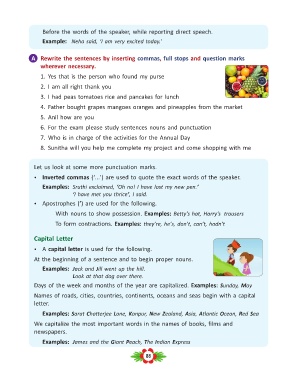 Before the words of the speaker, while reporting direct speech.
Example: Neha said, 'I am very excited today.'
A Rewrite the sentences by inserting commas, full stops and question marks
wherever necessary.
1. Yes that is the person who found my purse
2. I am all right thank you
3. I had peas tomatoes rice and pancakes for lunch
4. Father bought grapes mangoes oranges and pineapples from the market
5. Anil how are you
6. For the exam please study sentences nouns and punctuation
7. Who is in charge of the activities for the Annual Day
8. Sunitha will you help me complete my project and come shopping with me
Let us look at some more punctuation marks.
• Inverted commas ('...') are used to quote the exact words of the speaker.
Examples: Sruthi exclaimed, 'Oh no! I have lost my new pen.'
'I have met you thrice', I said.
• Apostrophes (') are used for the following.
With nouns to show possession. Examples: Betty's hat, Harry's trousers
To form contractions. Examples: they're, he's, don't, can't, hadn't
Capital Letter
• A capital letter is used for the following.
At the beginning of a sentence and to begin proper nouns.
Examples: Jack and Jill went up the hill.
Look at that dog over there.
Days of the week and months of the year are capitalized. Examples: Sunday, May
Names of roads, cities, countries, continents, oceans and seas begin with a capital
letter.
Examples: Sarat Chatterjee Lane, Kanpur, New Zealand, Asia, Atlantic Ocean, Red Sea
We capitalize the most important words in the names of books, films and
newspapers.
Examples: James and the Giant Peach, The Indian Express